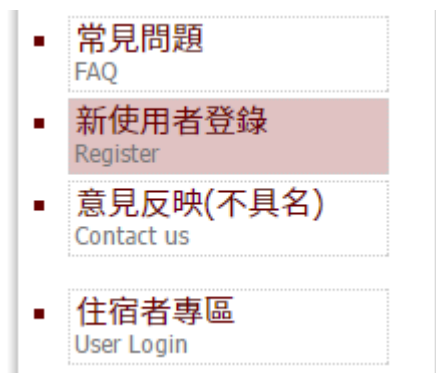 常見問題
FAQ
新使用者登錄
Register
意見反映(不具名)
Contact us
住宿者專區
User Login